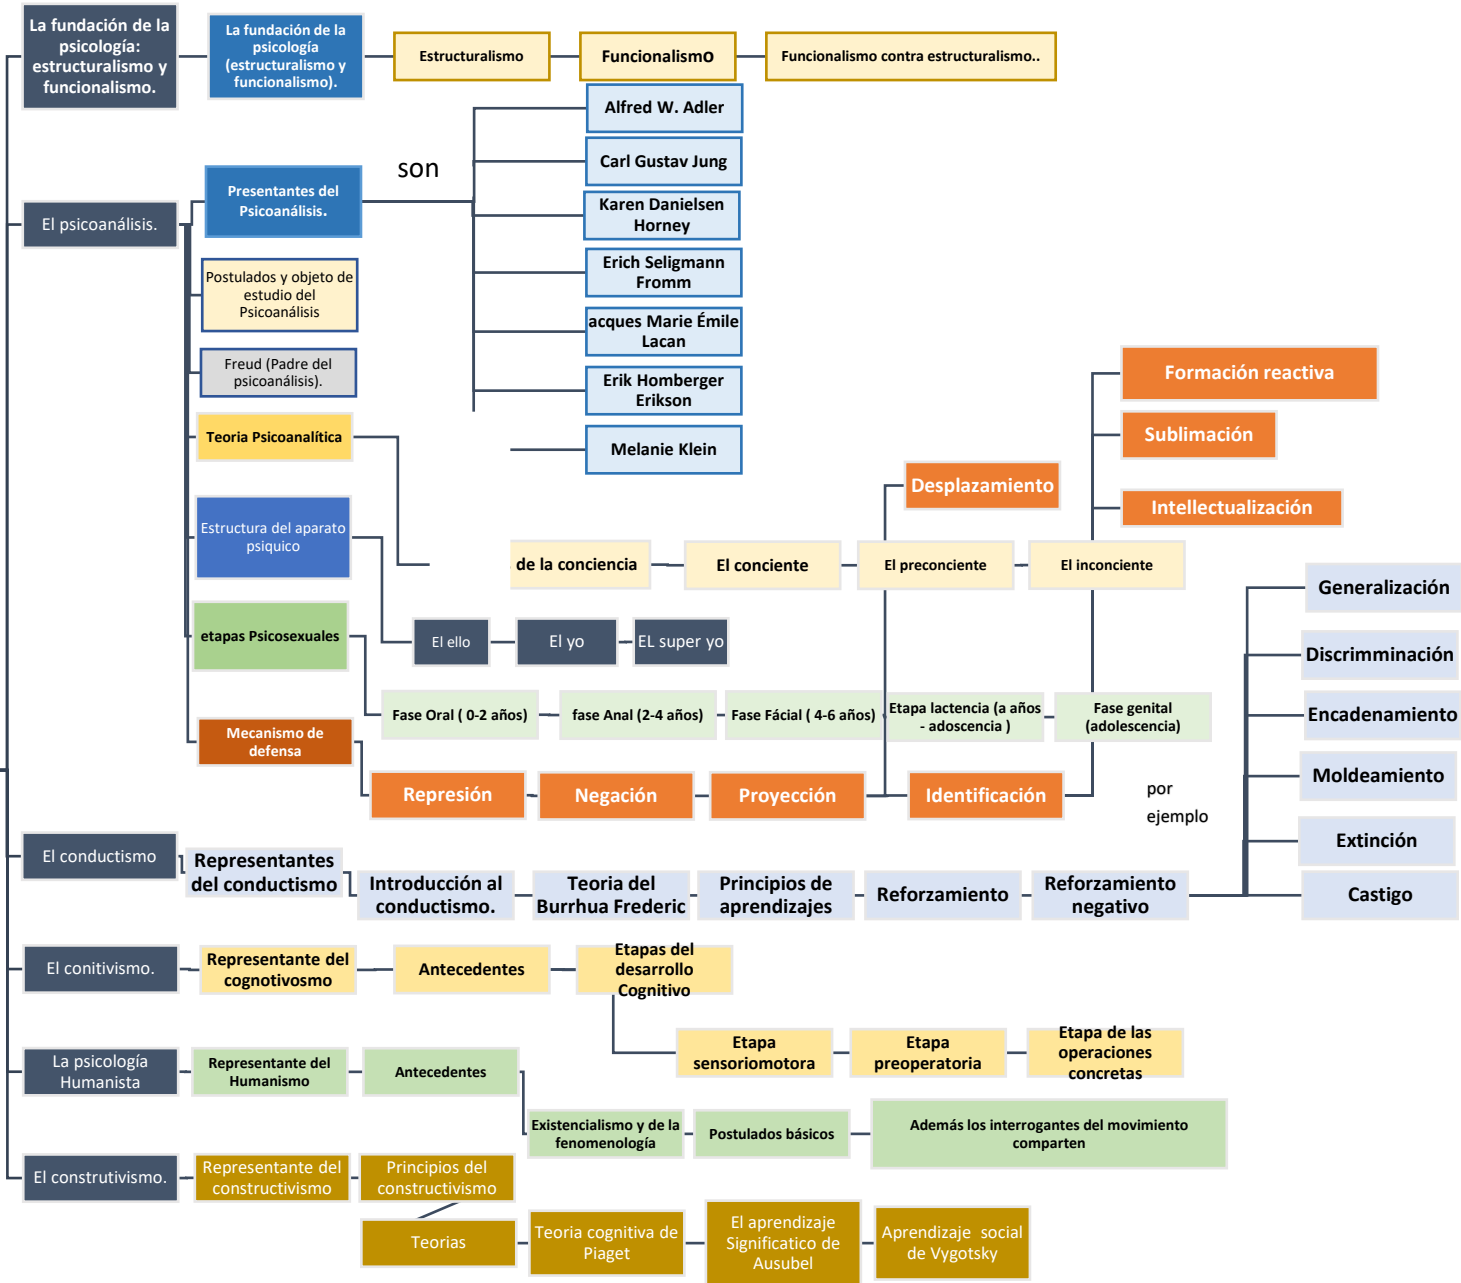 La fundación de la
psicología:
estructuralismo y
funcionalismo.
La fundación de la
psicología
(estructuralismo y
funcionalismo).
Estructuralismo
Funcionalismo
Funcionalismo contra estructuralismo..
El psicoanálisis.
Presentantes del
Psicoanálisis.
son
Alfred W. Adler
Carl Gustav Jung
Karen Danielsen
Horney
Erich Seligmann
Fromm
acques Marie Émile
Lacan
Erik Homberger
Erikson
Melanie Klein
Postulados y objeto de
estudio del
Psicoanálisis
Freud (Padre del
psicoanálisis).
Teoria Psicoanalítica
de la conciencia
El conciente
El preconciente
El inconciente
Estructura del aparato
psiquico
El ello
El yo
EL super yo
etapas Psicosexuales
Fase Oral ( 0-2 años)
fase Anal (2-4 años)
Fase Fácial ( 4-6 años)
Etapa lactencia (a años
- adoscencia )
Fase genital
(adolescencia)
Mecanismo de
defensa
Represión
Negación
Proyección
Desplazamiento
Identificación
Formación reactiva
Sublimación
Intellectualización
El conductismo
Representantes
del conductismo
Introducción al
conductismo.
Teoria del
Burrhua Frederic
Principios de
aprendizajes
Reforzamiento
Reforzamiento
negativo
por
ejemplo
Generalización
Discrimminación
Encadenamiento
Moldeamiento
Extinción
Castigo
El conitivismo.
Representante del
cognotivosmo
Antecedentes
Etapas del
desarrollo
Cognitivo
Etapa
sensoriomotora
Etapa
preoperatoria
Etapa de las
operaciones
concretas
La psicología
Humanista
Representante del
Humanismo
Antecedentes
Existencialismo y de la
fenomenología
Postulados básicos
Además los interrogantes del movimiento
comparten
El construtivismo.
Representante del
constructivismo
Principios del
constructivismo
Teorias
Teoria cognitiva de
Piaget
El aprendizaje
Significatico de
Ausubel
Aprendizaje social
de Vygotsky